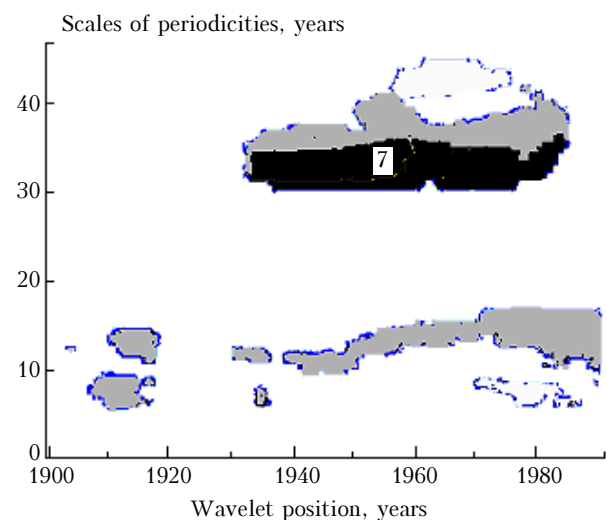 Scales of periodicities, years
40
7
30
20
10
0
1900 1920 1940 1960 1980
Wavelet position, years